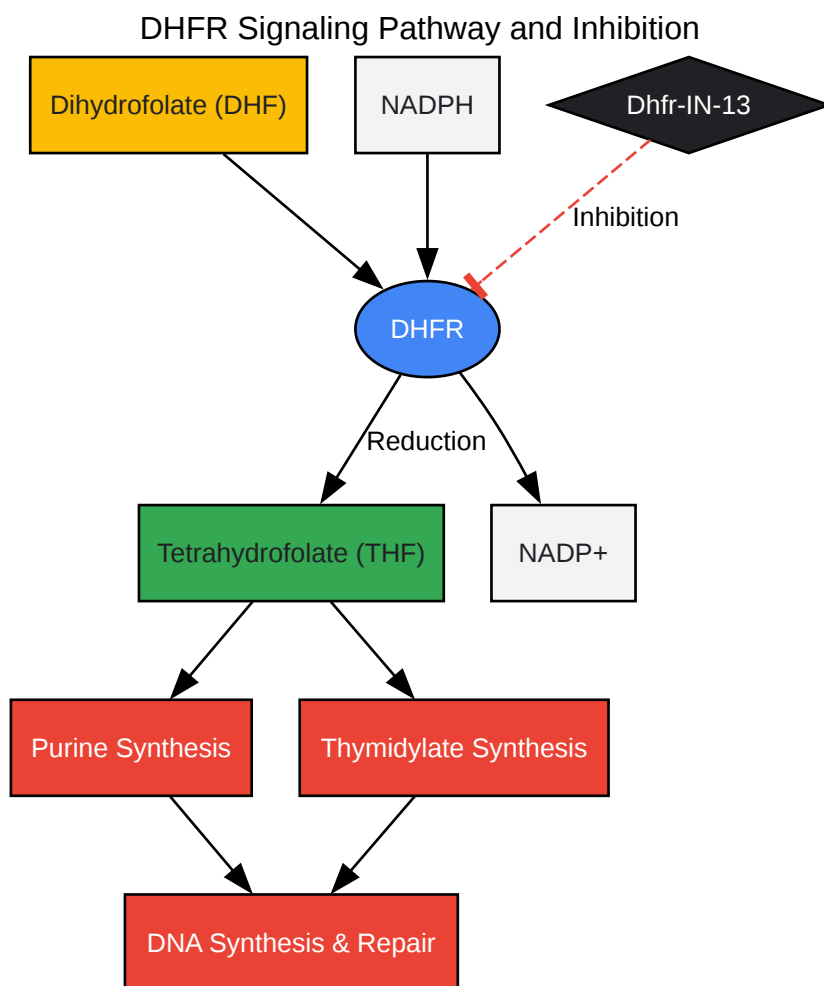 DHFR Signaling Pathway and Inhibition
Dihydrofolate (DHF)
NADPH
Dhfr-IN-13
Inhibition
DHFR
Reduction
Tetrahydrofolate (THF)
NADP+
Purine Synthesis
Thymidylate Synthesis
DNA Synthesis & Repair